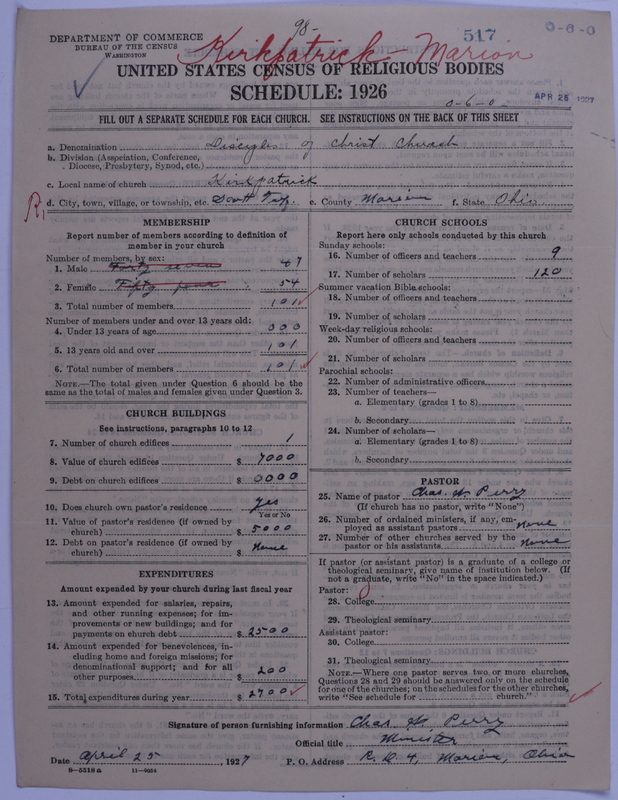 98-
517
0-6-0
DEPARTMENT OF COMMERCE
BUREAU OF THE CENSUS
WASHINGTON
Kirkpatrick - Marion
UNITED STATES CENSUS OF RELIGIOUS BODIES
SCHEDULE: 1926
0-6-0
APR 25 1927
FILL OUT A SEPARATE SCHEDULE FOR EACH CHURCH. SEE INSTRUCTIONS ON THE BACK OF THIS SHEET
a. Denomination Disciples of Christ Church
b. Division (Association, Conference, Diocese, Presbytery, Synod, etc.)
c. Local name of church Kirkpatrick
R
d. City, town, village, or township, etc. Scott Twp. e. County Marion f. State Ohio
MEMBERSHIP
Report number of members according to definition of
member in your church
Number of members, by sex:
1. Male Forty seven 47
2. Female Fifty four 54
3. Total number of members 101
Number of members under and over 13 years old:
4. Under 13 years of age 000
5. 13 years old and over 101
6. Total number of members 101
NOTE.—The total given under Question 6 should be the
same as the total of males and females given under Question 3.
CHURCH BUILDINGS
See instructions, paragraphs 10 to 12
7. Number of church edifices 1
8. Value of church edifices $ 7000
9. Debt on church edifices $ 0000
10. Does church own pastor's residence yes
Yes or No
11. Value of pastor's residence (if owned by
church) $ 5000
12. Debt on pastor's residence (if owned by
church) $ None
EXPENDITURES
Amount expended by your church during last fiscal year
13. Amount expended for salaries, repairs,
and other running expenses; for im-
provements or new buildings; and for
payments on church debt $ 2500
14. Amount expended for benevolences, in-
cluding home and foreign missions; for
denominational support; and for all
other purposes $ 200
15. Total expenditures during year $ 2700
CHURCH SCHOOLS
Report here only schools conducted by this church
Sunday schools:
16. Number of officers and teachers 9
17. Number of scholars 120
Summer vacation Bible schools:
18. Number of officers and teachers
19. Number of scholars
Week-day religious schools:
20. Number of officers and teachers
21. Number of scholars
Parochial schools:
22. Number of administrative officers
23. Number of teachers—
a. Elementary (grades 1 to 8)
b. Secondary
24. Number of scholars—
a. Elementary (grades 1 to 8)
b. Secondary
PASTOR
25. Name of pastor Chas. W. Perry
(If church has no pastor, write "None")
26. Number of ordained ministers, if any, em-
ployed as assistant pastors None
27. Number of other churches served by the
pastor or his assistants None
If pastor (or assistant pastor) is a graduate of a college or
theological seminary, give name of institution below. (If
not a graduate, write "No" in the space indicated.)
Pastor:
28. College
29. Theological seminary
Assistant pastor:
30. College
31. Theological seminary
NOTE.—Where one pastor serves two or more churches,
Questions 28 and 29 should be answered only on the schedule
for one of the churches; on the schedules for the other churches,
write "See schedule for church."
Signature of person furnishing information Chas. W. Perry
Official title Minister
Date April 25, 1927 P. O. Address R. D. 4, Marion, Ohio
8-5518 a 11-9054